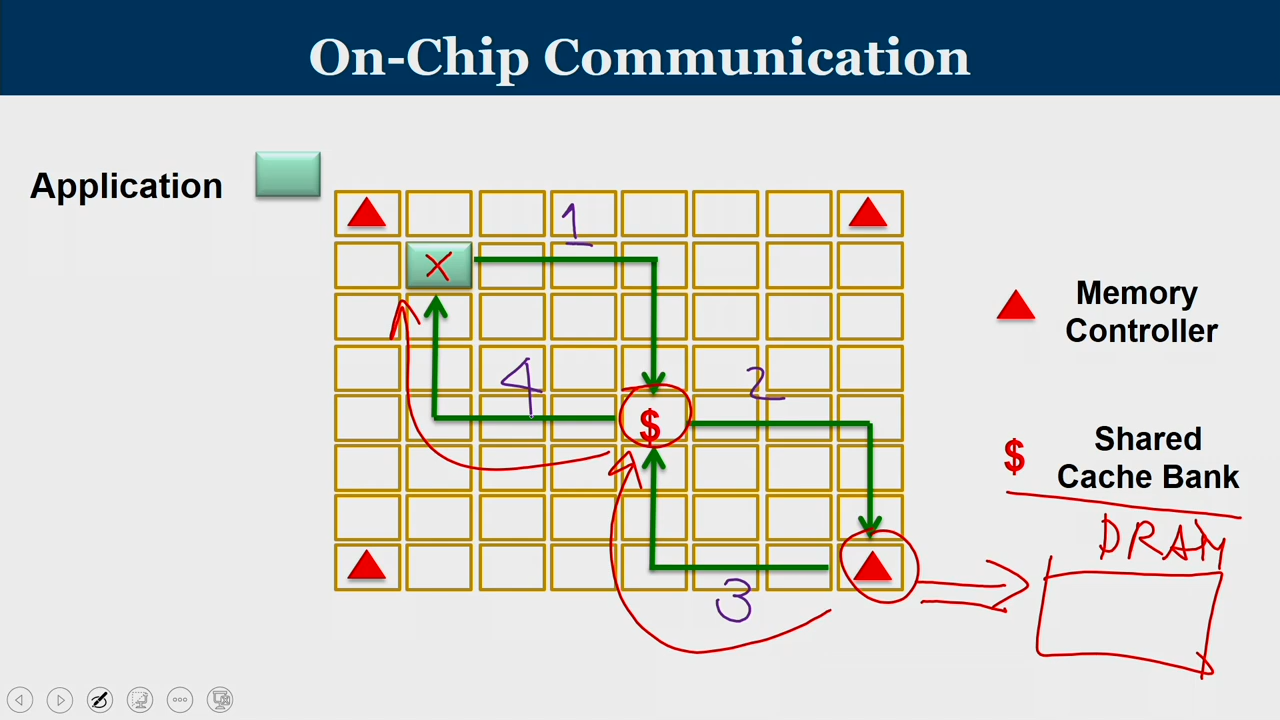 On-Chip Communication
Application
1
X
Memory
Controller
4
2
$
$
Shared
Cache Bank
DRAM
3